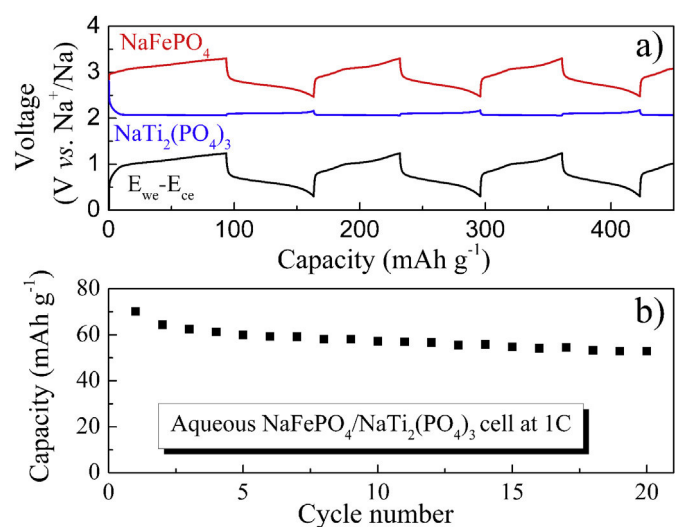 a)
NaFePO₄
NaTi₂(PO₄)₃
E_we-E_ce
Voltage
(V vs. Na⁺/Na)
4
3
2
1
0
0 100 200 300 400
Capacity (mAh g⁻¹)
b)
Capacity (mAh g⁻¹)
80
60
40
20
0
Aqueous NaFePO₄/NaTi₂(PO₄)₃ cell at 1C
0 5 10 15 20
Cycle number